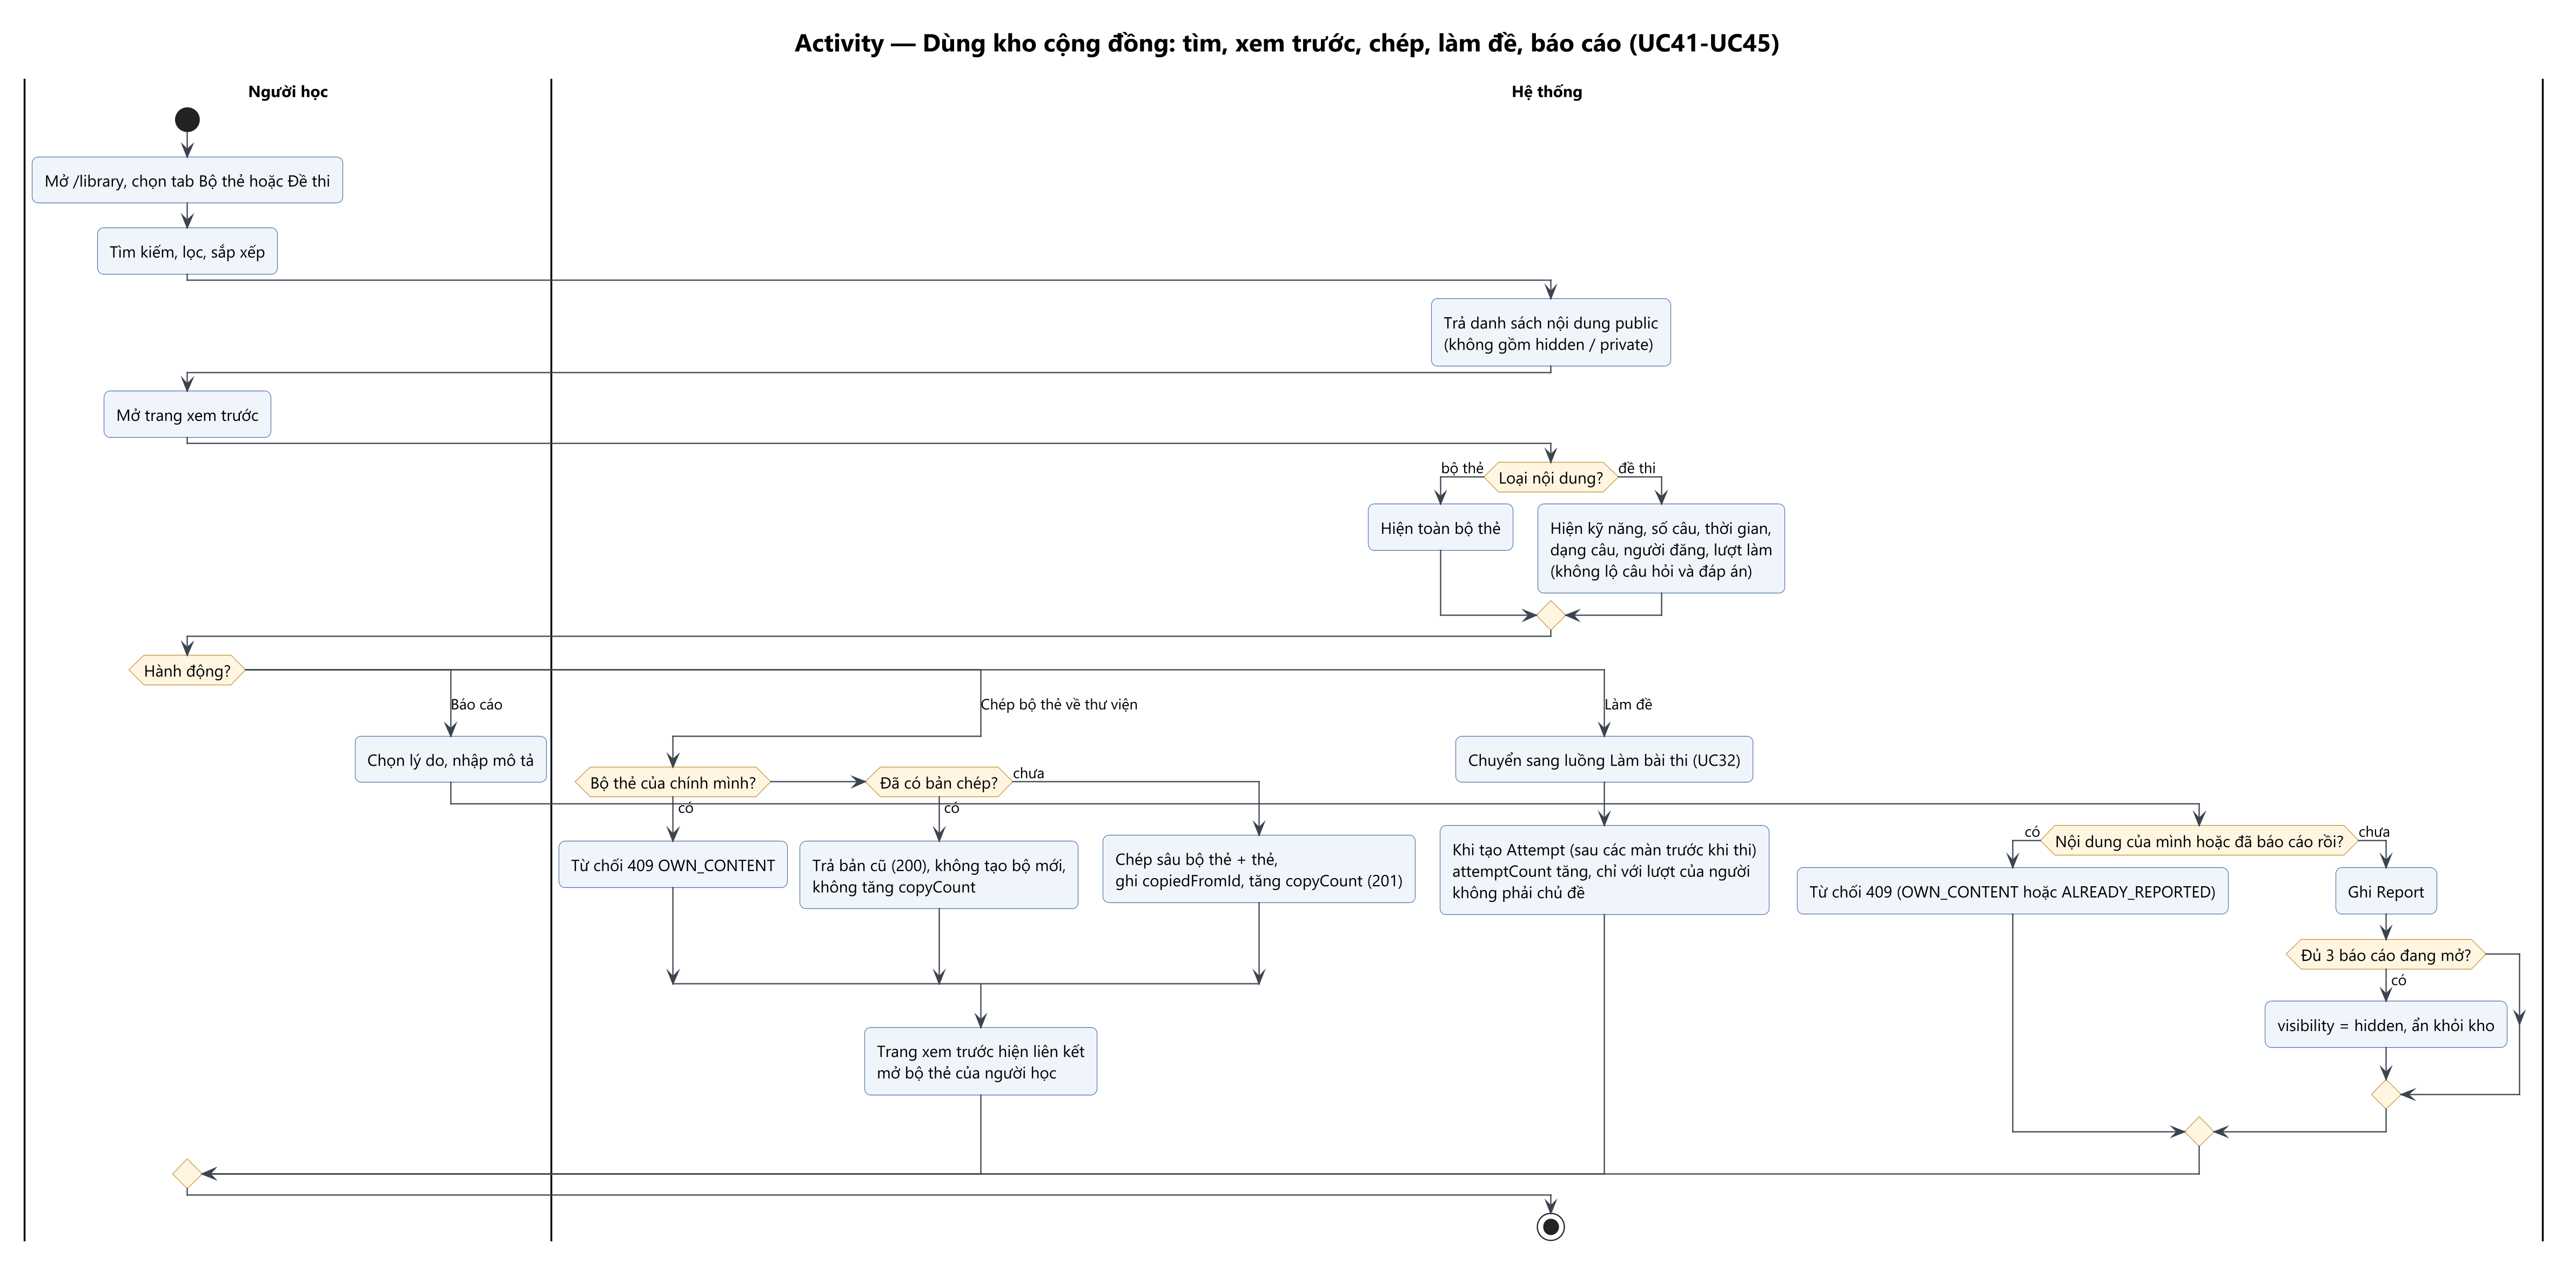 Activity — Dùng kho cộng đồng: tìm, xem trước, chép, làm đề, báo cáo (UC41-UC45)
Người học
Hệ thống
Mở /library, chọn tab Bộ thẻ hoặc Đề thi
Tìm kiếm, lọc, sắp xếp
Trả danh sách nội dung public
(không gồm hidden / private)
Mở trang xem trước
Loại nội dung?
bộ thẻ
đề thi
Hiện toàn bộ thẻ
Hiện kỹ năng, số câu, thời gian,
dạng câu, người đăng, lượt làm
(không lộ câu hỏi và đáp án)
Hành động?
Báo cáo
Chép bộ thẻ về thư viện
Làm đề
Chọn lý do, nhập mô tả
Bộ thẻ của chính mình?
có
Đã có bản chép?
có
chưa
Chuyển sang luồng Làm bài thi (UC32)
Từ chối 409 OWN_CONTENT
Trả bản cũ (200), không tạo bộ mới,
không tăng copyCount
Chép sâu bộ thẻ + thẻ,
ghi copiedFromId, tăng copyCount (201)
Khi tạo Attempt (sau các màn trước khi thi)
attemptCount tăng, chỉ với lượt của người
không phải chủ đề
có
Nội dung của mình hoặc đã báo cáo rồi?
chưa
Từ chối 409 (OWN_CONTENT hoặc ALREADY_REPORTED)
Ghi Report
Đủ 3 báo cáo đang mở?
có
visibility = hidden, ẩn khỏi kho
Trang xem trước hiện liên kết
mở bộ thẻ của người học